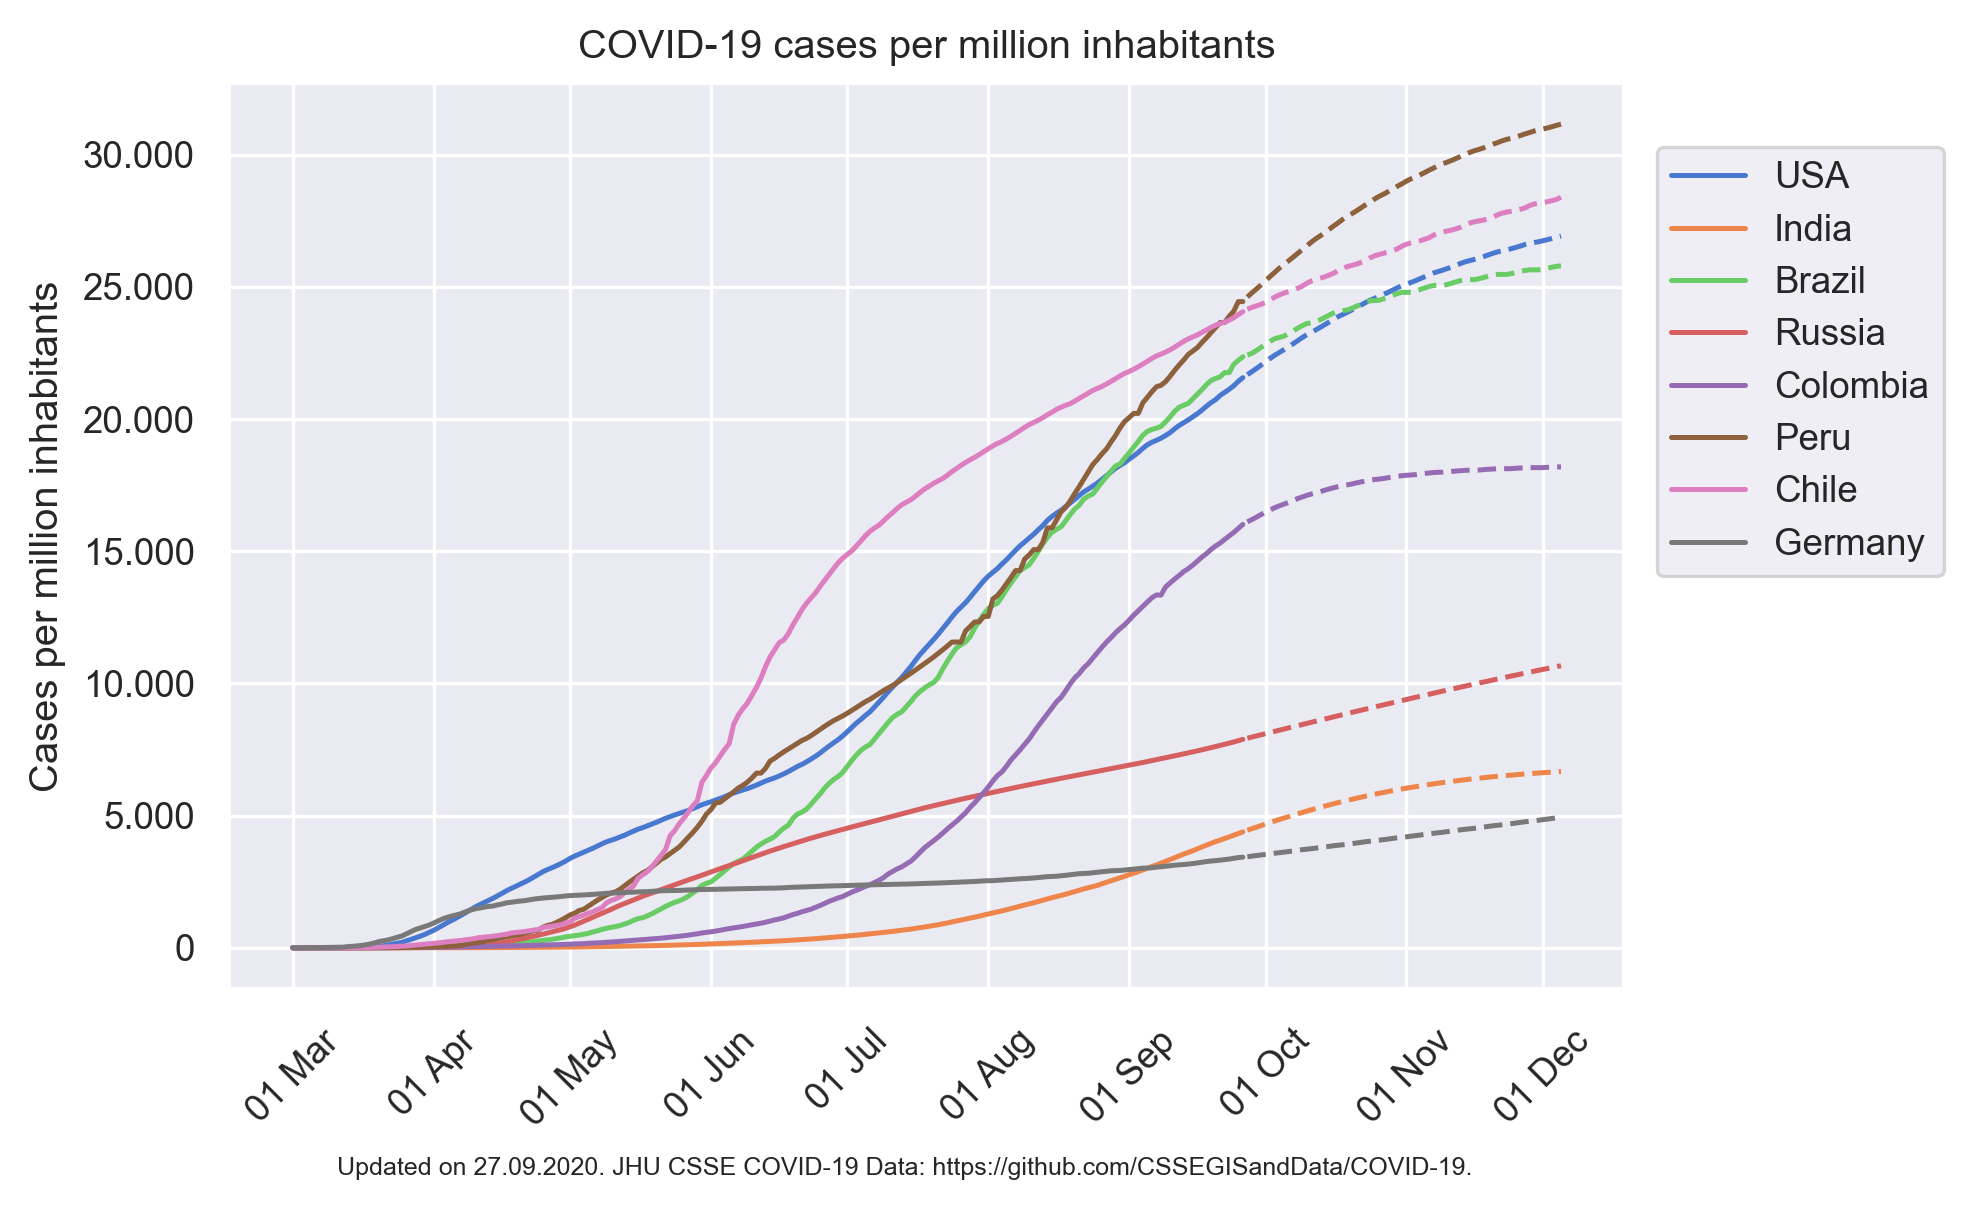 COVID-19 cases per million inhabitants
Cases per million inhabitants
30.000
25.000
20.000
15.000
10.000
5.000
0
01 Mar
01 Apr
01 May
01 Jun
01 Jul
01 Aug
01 Sep
01 Oct
01 Nov
01 Dec
USA
India
Brazil
Russia
Colombia
Peru
Chile
Germany
Updated on 27.09.2020. JHU CSSE COVID-19 Data: https://github.com/CSSEGISandData/COVID-19.